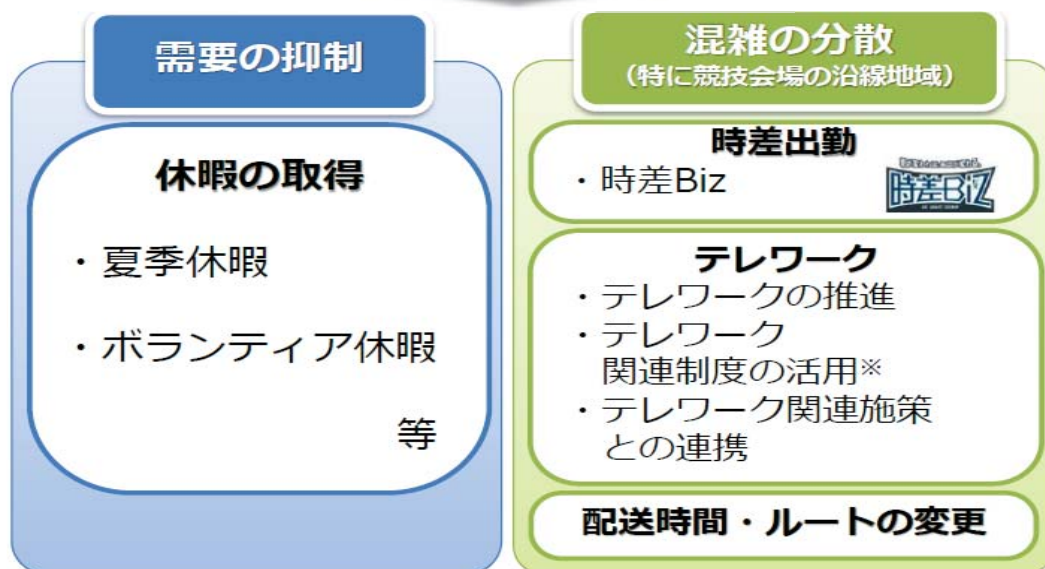 需要の抑制
休暇の取得
・夏季休暇
・ボランティア休暇
等
混雑の分散
（特に競技会場の沿線地域）
時差出勤
・時差Biz
時差BIZ
テレワーク
・テレワークの推進
・テレワーク
関連制度の活用※
・テレワーク関連施策
との連携
配送時間・ルートの変更